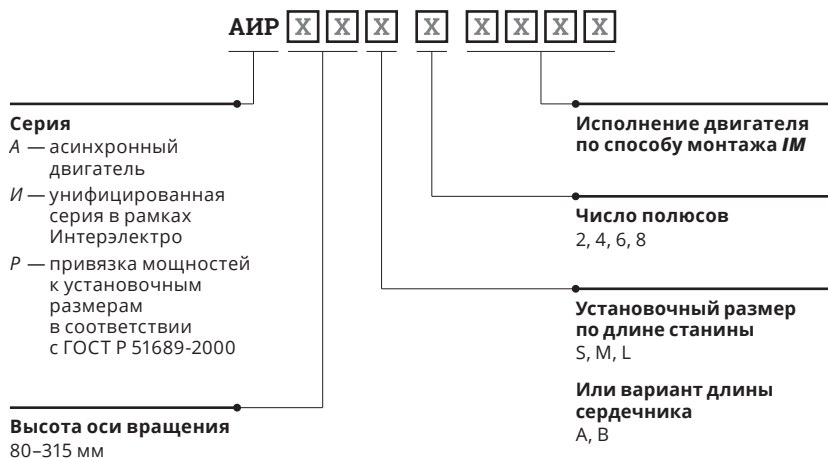 АИР X X X X X X X X
Серия
А — асинхронный
двигатель
И — унифицированная
серия в рамках
Интерэлектро
Р — привязка мощностей
к установочным
размерам
в соответствии
с ГОСТ Р 51689-2000
Высота оси вращения
80–315 мм
Исполнение двигателя
по способу монтажа IM
Число полюсов
2, 4, 6, 8
Установочный размер
по длине станины
S, M, L
Или вариант длины
сердечника
A, B